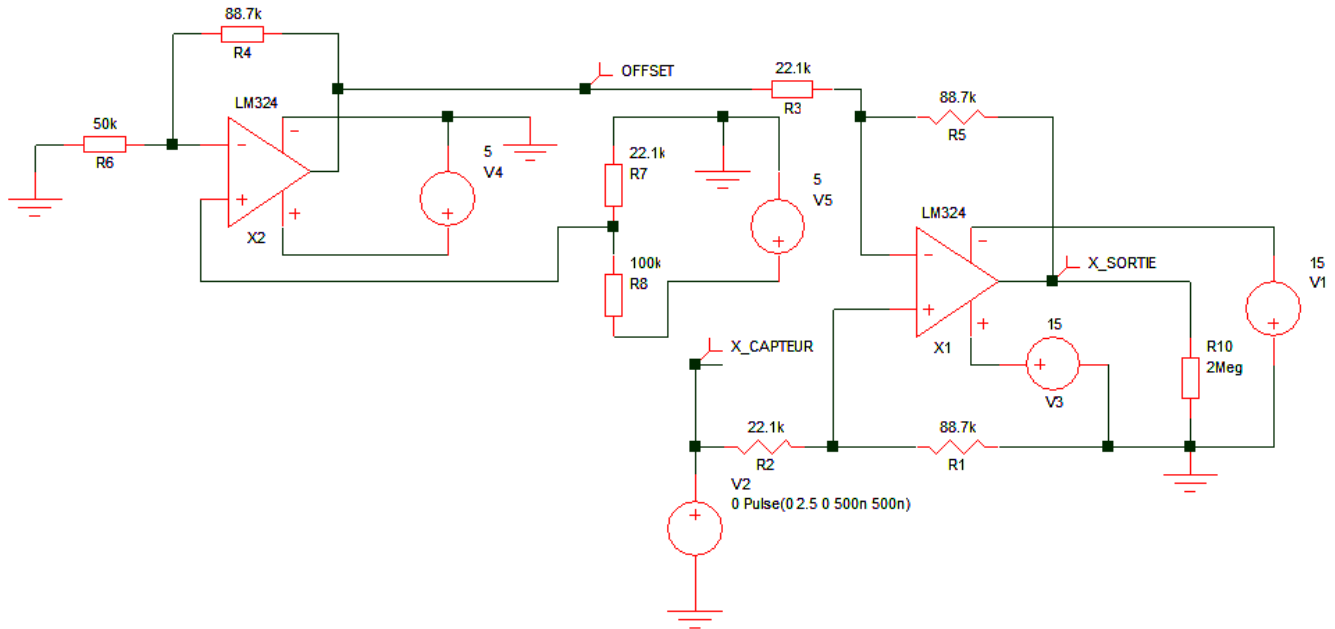 88.7k
R4
LM324
50k
R6
X2
5
V4
OFFSET
22.1k
R3
88.7k
R5
22.1k
R7
5
V5
100k
R8
LM324
X1
X_SORTIE
15
V1
15
V3
R10
2Meg
X_CAPTEUR
22.1k
R2
88.7k
R1
V2
0 Pulse(0 2.5 0 500n 500n)